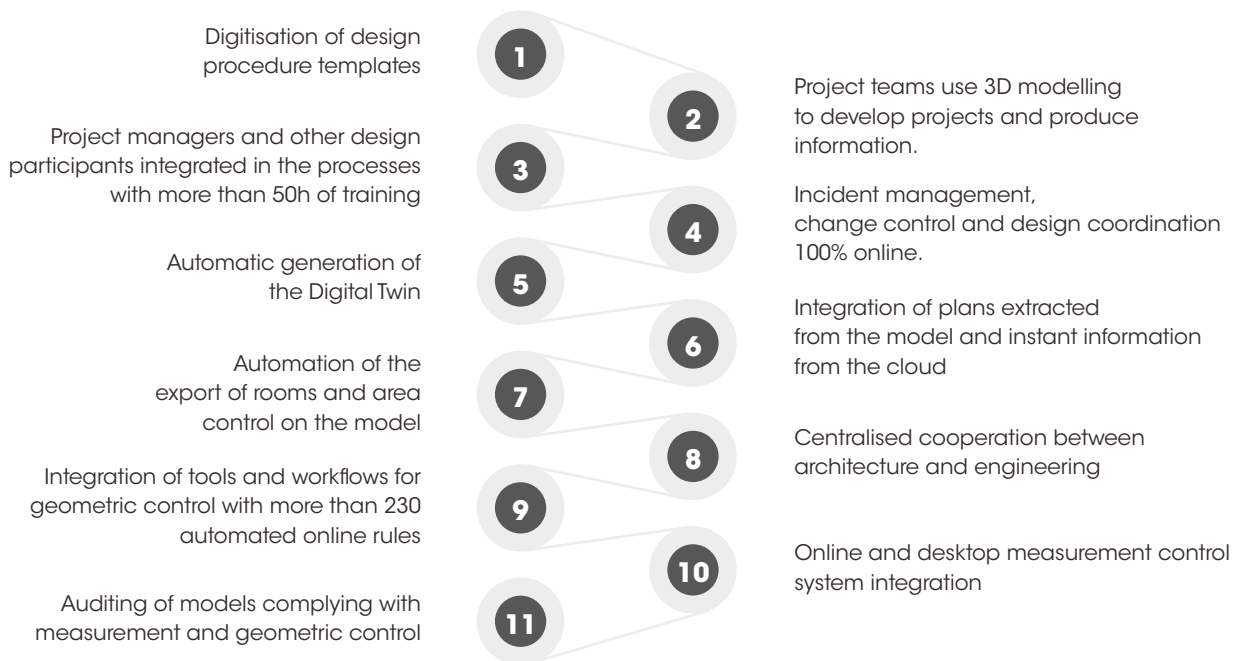 Digitisation of design
procedure templates
1
2
Project teams use 3D modelling
to develop projects and produce
information.
Project managers and other design
participants integrated in the processes
with more than 50h of training
3
4
Incident management,
change control and design coordination
100% online.
Automatic generation of
the Digital Twin
5
6
Integration of plans extracted
from the model and instant information
from the cloud
Automation of the
export of rooms and area
control on the model
7
8
Centralised cooperation between
architecture and engineering
Integration of tools and workflows for
geometric control with more than 230
automated online rules
9
10
Online and desktop measurement control
system integration
Auditing of models complying with
measurement and geometric control
11